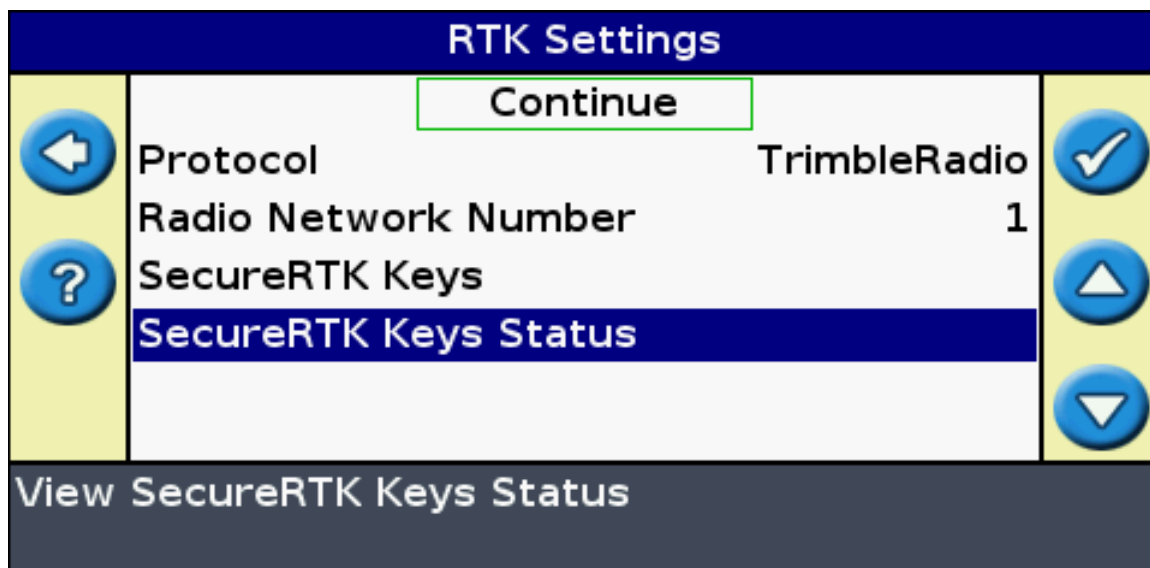 RTK Settings
Continue
Protocol TrimbleRadio
Radio Network Number 1
SecureRTK Keys
SecureRTK Keys Status
?
View SecureRTK Keys Status